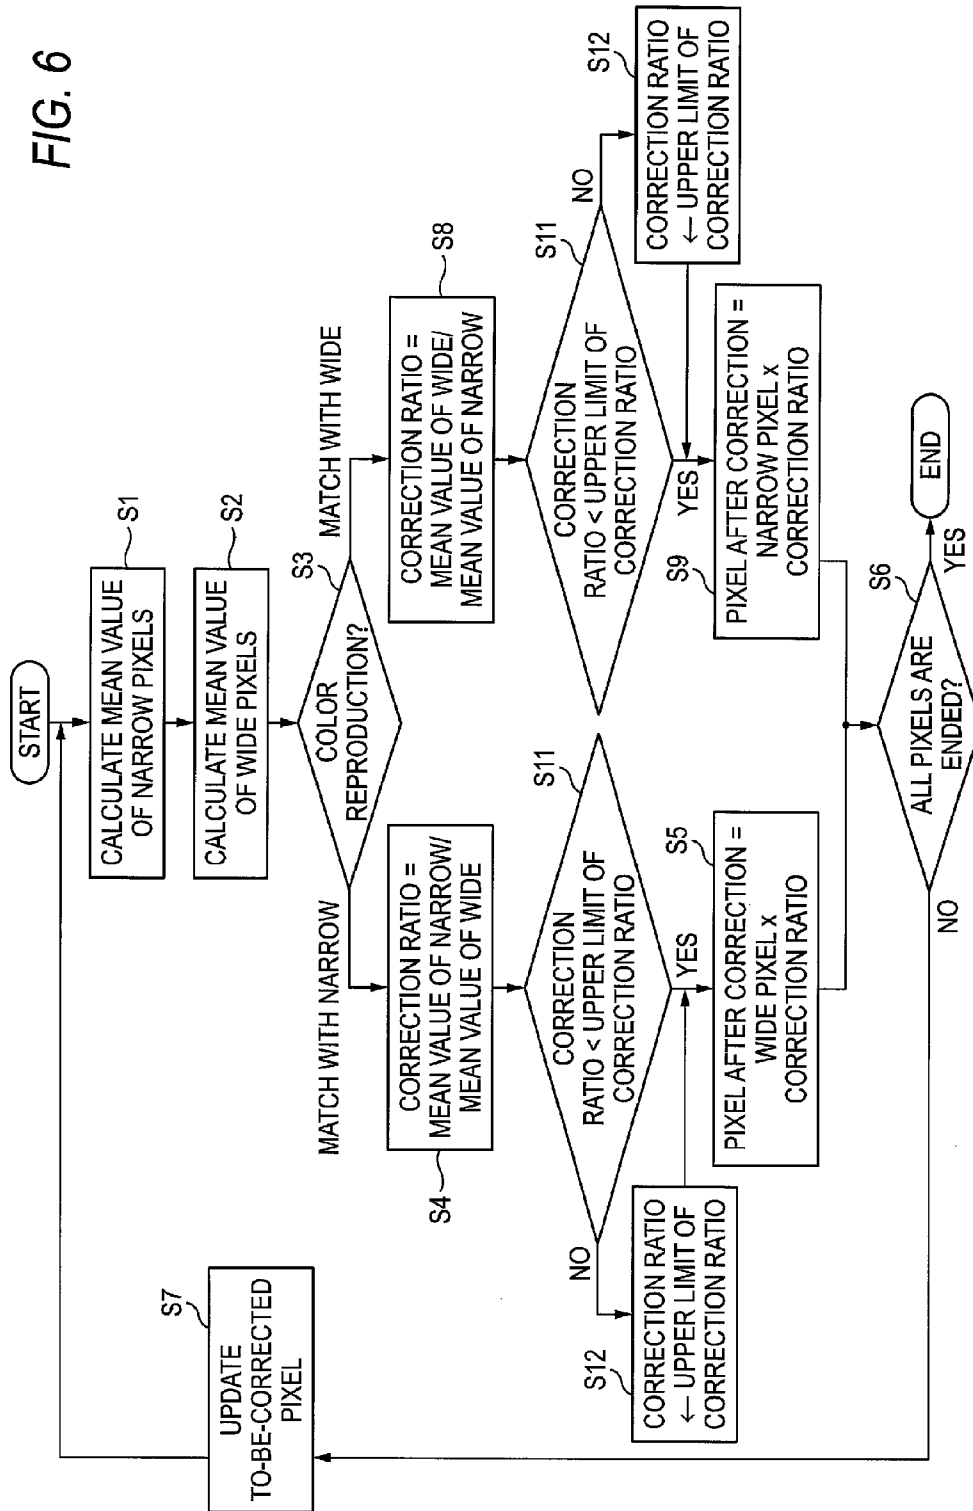 FIG. 6
START
CALCULATE MEAN VALUE
OF NARROW PIXELS
S1
CALCULATE MEAN VALUE
OF WIDE PIXELS
S2
COLOR
REPRODUCTION?
S3
MATCH WITH NARROW
MATCH WITH WIDE
CORRECTION RATIO =
MEAN VALUE OF NARROW/
MEAN VALUE OF WIDE
S4
CORRECTION RATIO =
MEAN VALUE OF WIDE/
MEAN VALUE OF NARROW
S8
CORRECTION
RATIO < UPPER LIMIT OF
CORRECTION RATIO
S11
NO
YES
CORRECTION
RATIO < UPPER LIMIT OF
CORRECTION RATIO
S11
NO
YES
CORRECTION RATIO
← UPPER LIMIT OF
CORRECTION RATIO
S12
CORRECTION RATIO
← UPPER LIMIT OF
CORRECTION RATIO
S12
PIXEL AFTER CORRECTION =
WIDE PIXEL x
CORRECTION RATIO
S5
PIXEL AFTER CORRECTION =
NARROW PIXEL x
CORRECTION RATIO
S9
ALL PIXELS ARE
ENDED?
S6
NO
YES
END
UPDATE
TO-BE-CORRECTED
PIXEL
S7